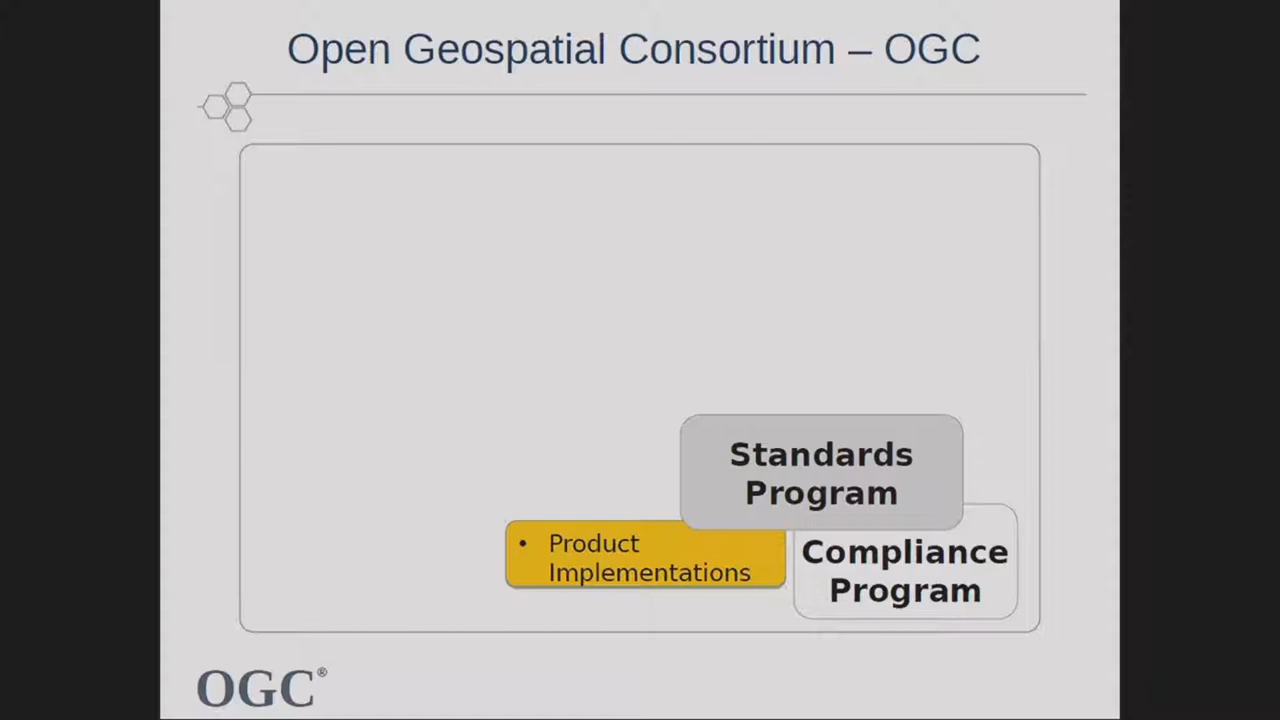 Open Geospatial Consortium – OGC
Standards
Program
• Product
Implementations
Compliance
Program
OGC®